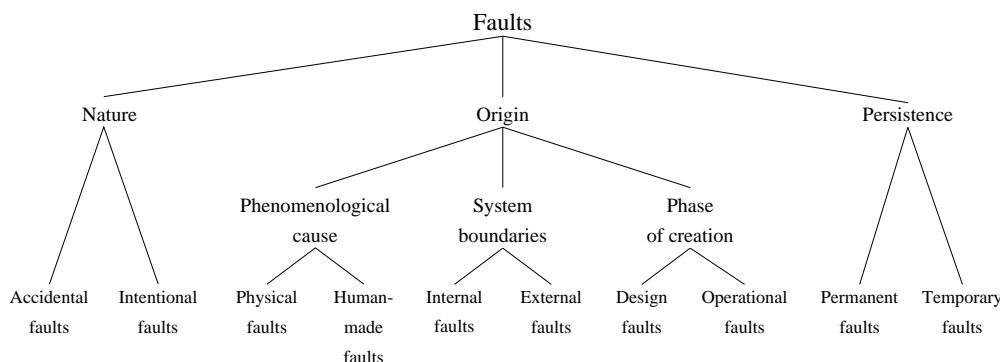 Faults
Nature
Origin
Persistence
Phenomenological
cause
System
boundaries
Phase
of creation
Accidental
faults
Intentional
faults
Physical
faults
Human-
made
faults
Internal
faults
External
faults
Design
faults
Operational
faults
Permanent
faults
Temporary
faults